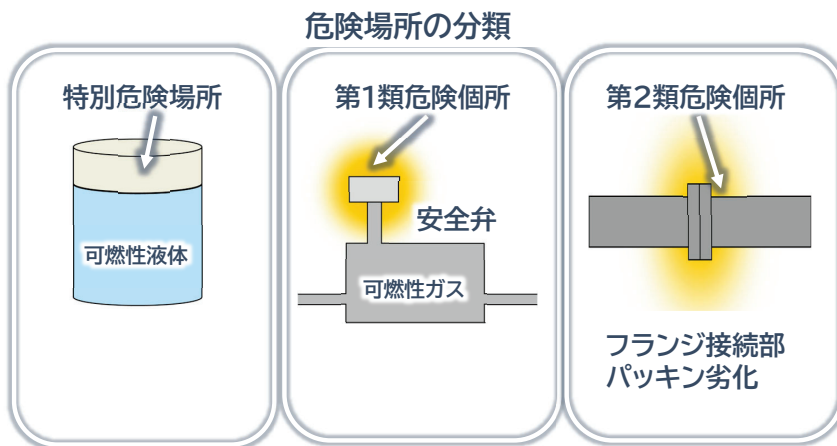 危険場所の分類
特別危険場所
可燃性液体
第1類危険個所
安全弁
可燃性ガス
第2類危険個所
フランジ接続部
パッキン劣化